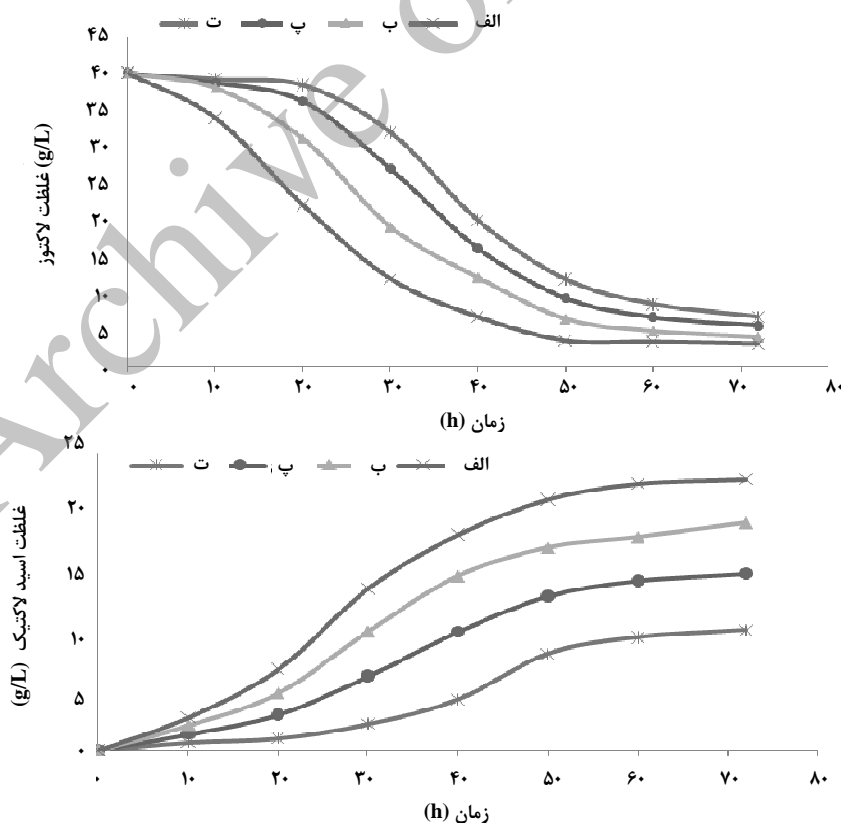 ت پ ب الف
۴۵
۴۰
۳۵
۳۰
۲۵
۲۰
۱۵
۱۰
۵
۰
غلظت لاکتوز (g/L)
۰ ۱۰ ۲۰ ۳۰ ۴۰ ۵۰ ۶۰ ۷۰ ۸۰
زمان (h)
ت پ ب الف
۲۵
۲۰
۱۵
۱۰
۵
۰
غلظت اسید لاکتیک (g/L)
۰ ۱۰ ۲۰ ۳۰ ۴۰ ۵۰ ۶۰ ۷۰ ۸۰
زمان (h)
Archive of